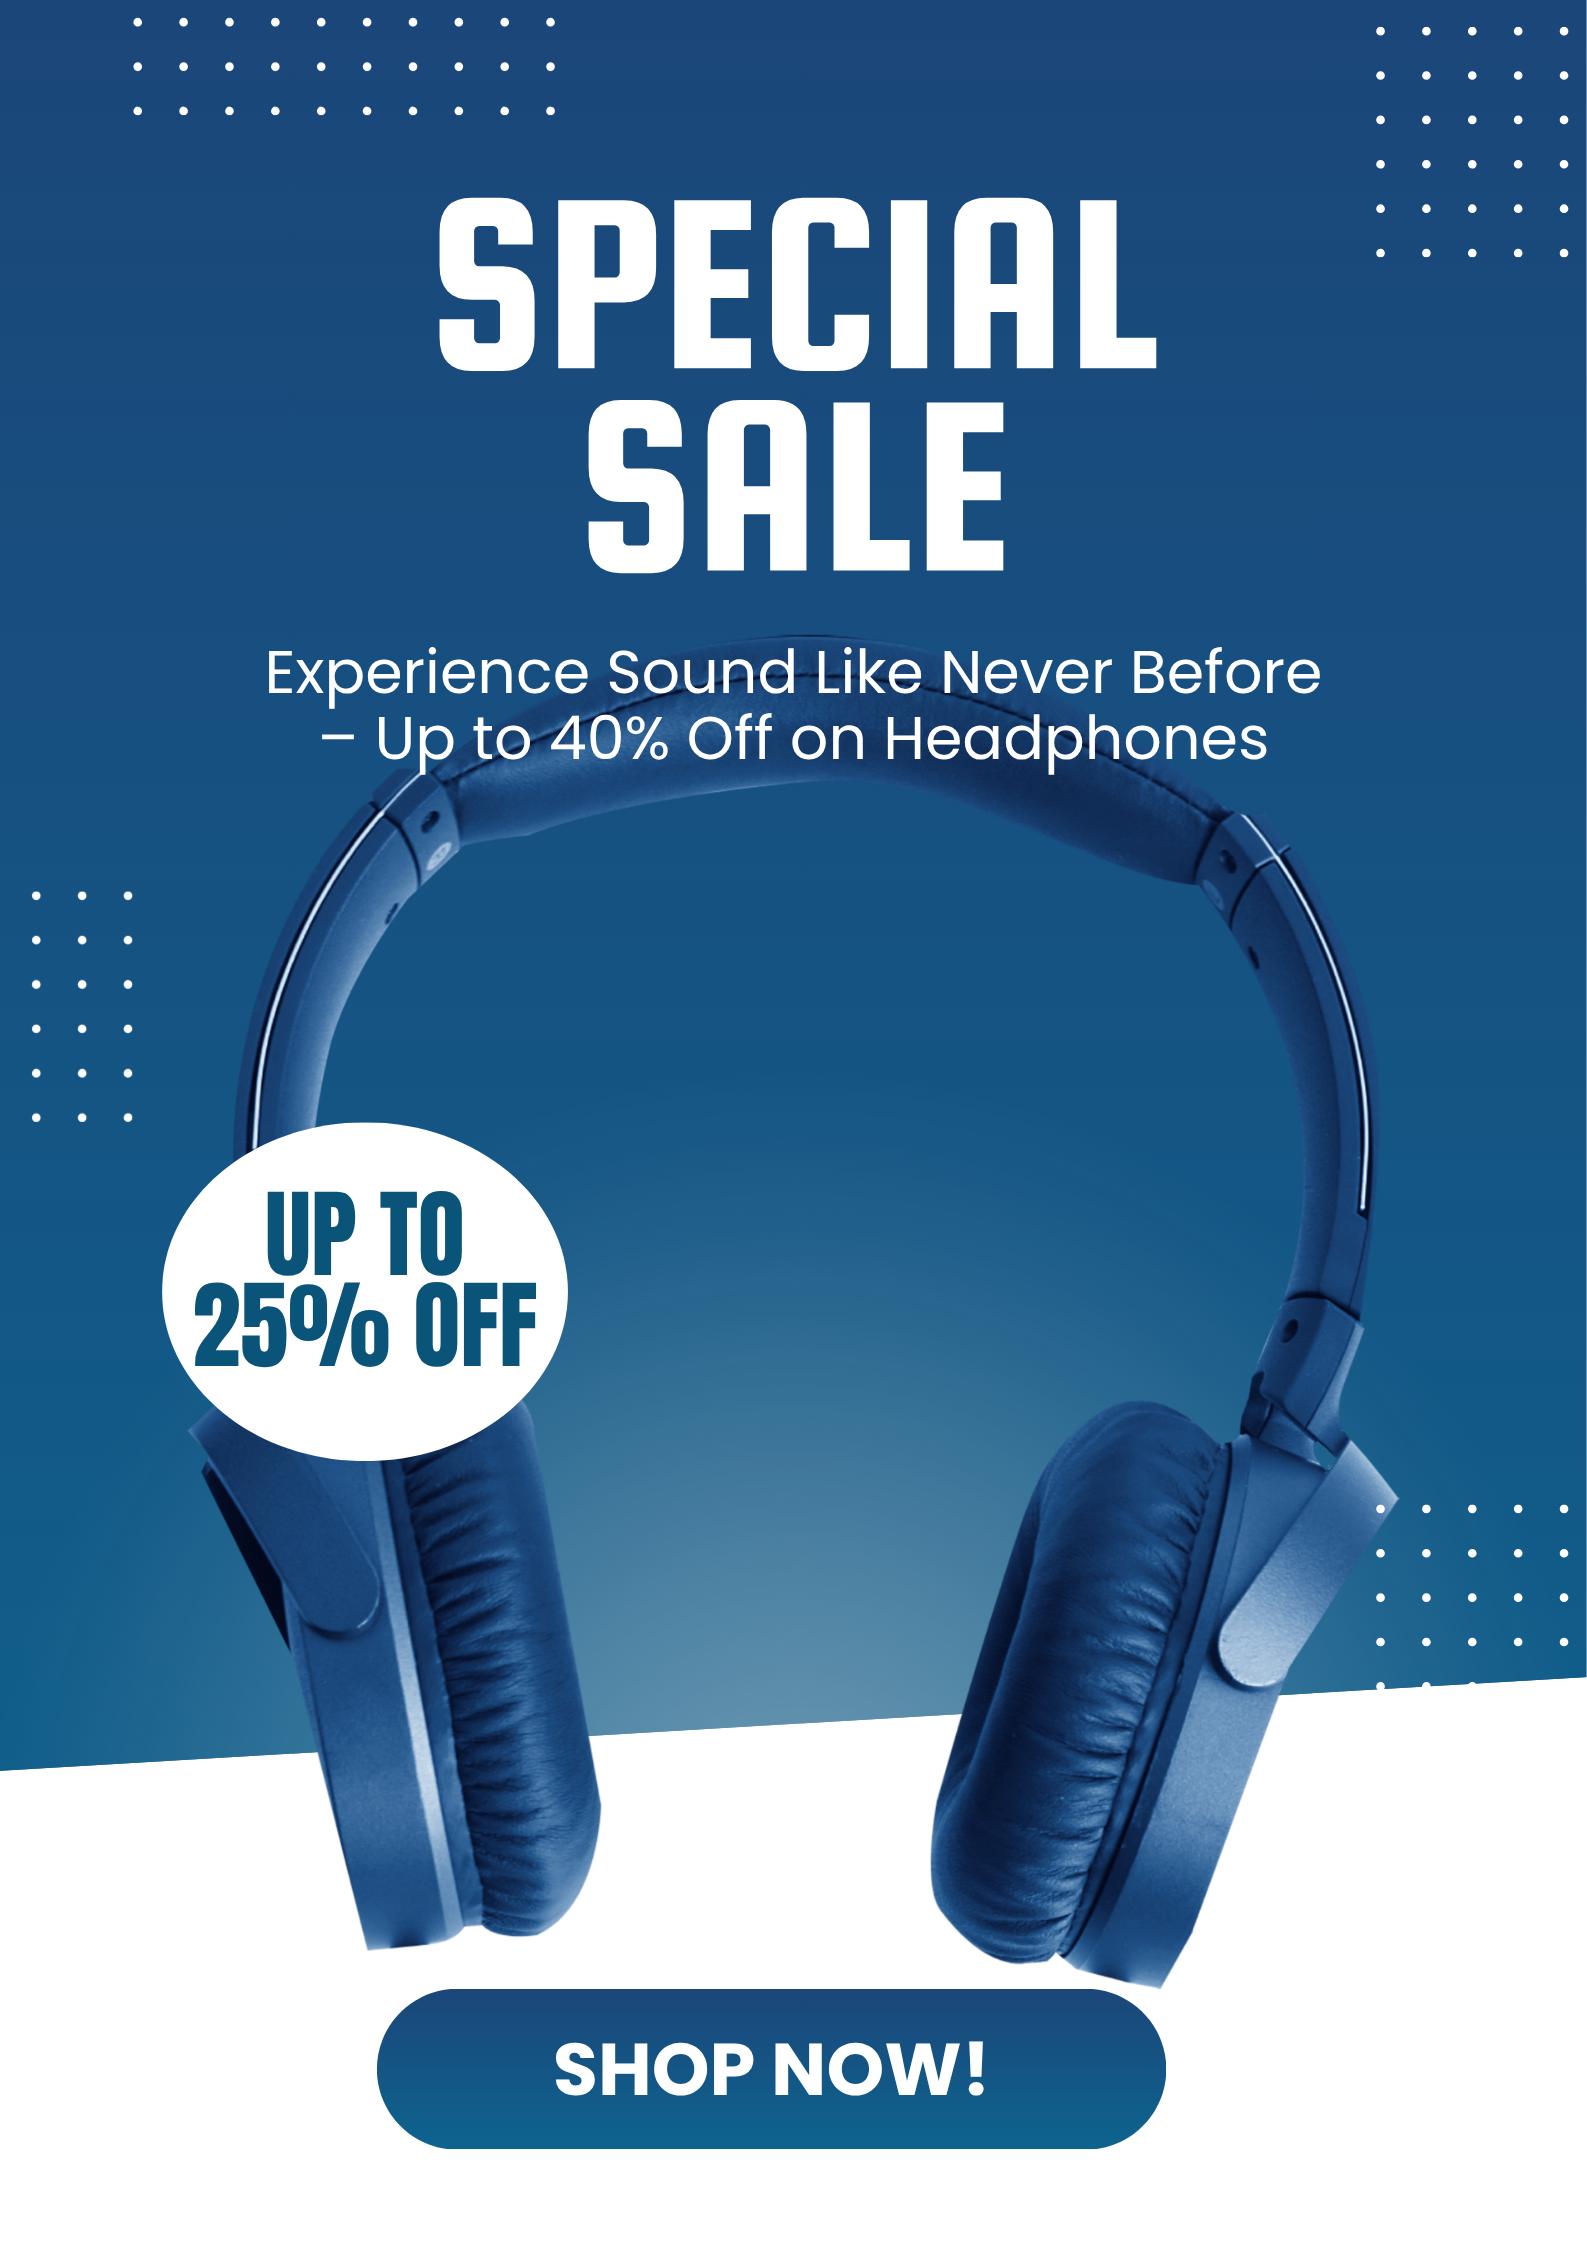 SPECIAL
SALE
Experience Sound Like Never Before
– Up to 40% Off on Headphones
UP TO
25% OFF
SHOP NOW!